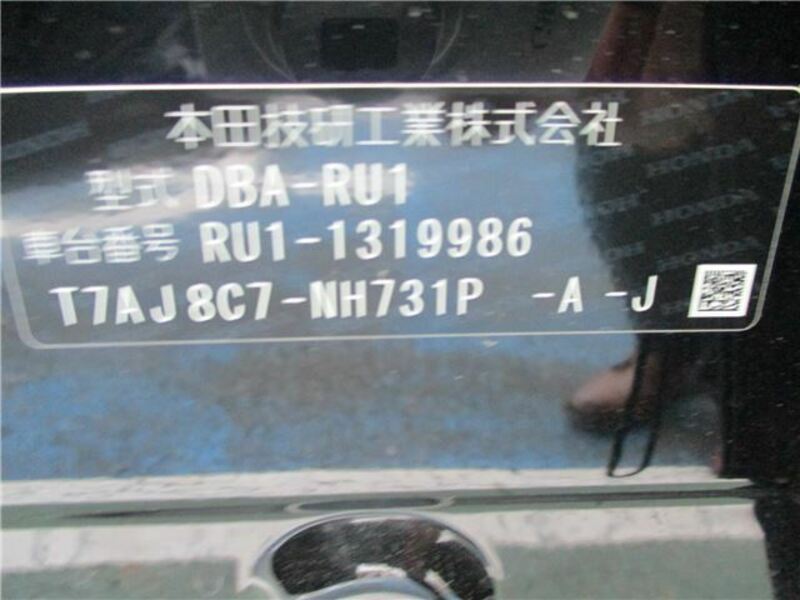 本田技研工業株式会社
型式 DBA-RU1
車台番号 RU1-1319986
T7AJ8C7-NH731P -A -J